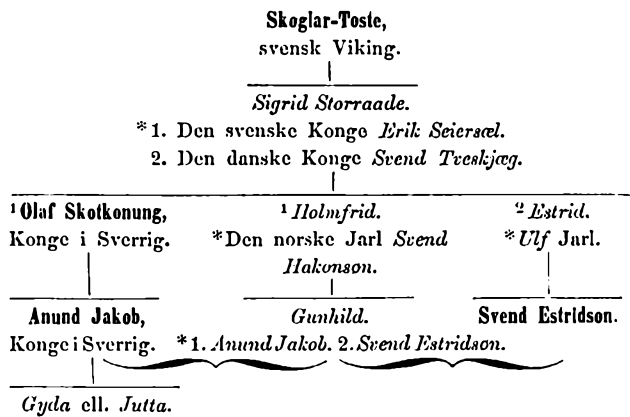 Skoglar-Toste,
svensk Viking.
Sigrid Storraade.
*1. Den svenske Konge Erik Seiersæl.
2. Den danske Konge Svend Tveskjæg.
¹Olaf Skotkonung, ¹Holmfrid. ²Estrid.
Konge i Sverrig. *Den norske Jarl Svend *Ulf Jarl.
Hakonson.
Anund Jakob, Gunhild. Svend Estridson.
Konge i Sverrig. *1. Anund Jakob. 2. Svend Estridson.
Gyda ell. Jutta.